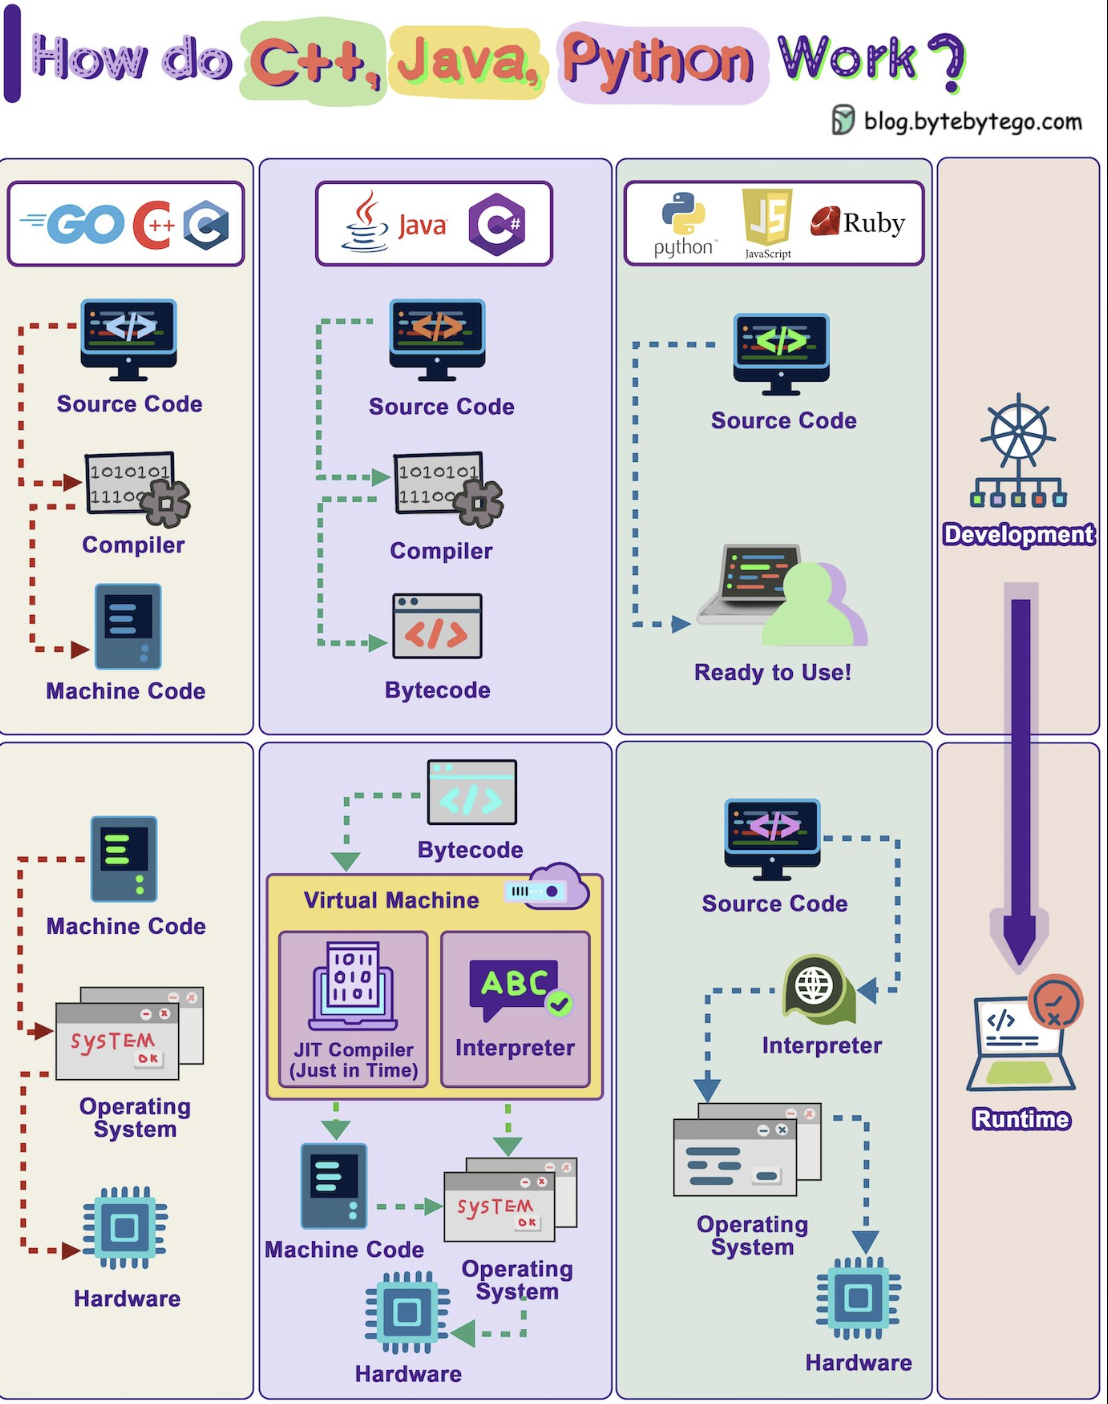 How do C++, Java, Python Work?
blog.bytebytego.com
GO C++ C
Java C#
python JS JavaScript Ruby
Source Code
1010101
11100
Compiler
Machine Code
Source Code
1010101
11100
Compiler
</>
Bytecode
Source Code
Ready to Use!
Development
Machine Code
SYSTEM
OK
Operating
System
Hardware
</>
Bytecode
Virtual Machine
1011
010
1101
JIT Compiler
(Just in Time)
ABC
Interpreter
Machine Code
SYSTEM
OK
Operating
System
Hardware
Source Code
Interpreter
Operating
System
Hardware
</>
Runtime